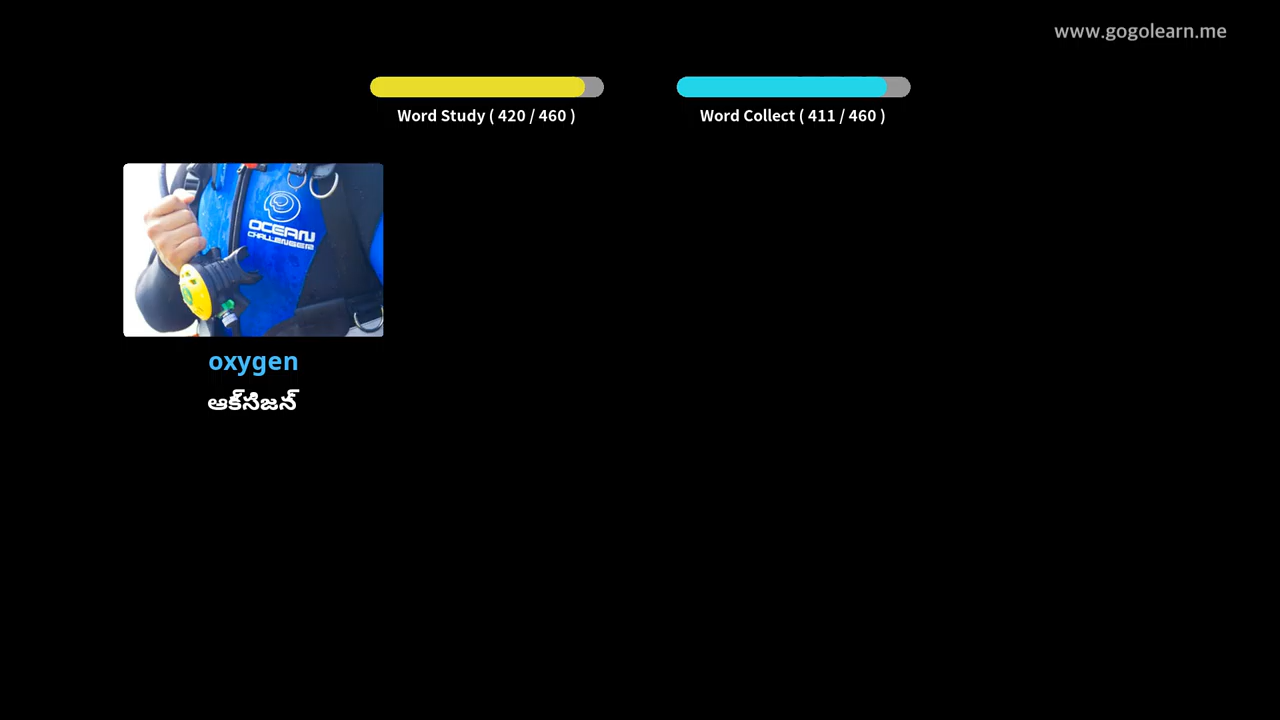 www.gogolearn.me
Word Study ( 420 / 460 )
Word Collect ( 411 / 460 )
OCEAN
CHALLENGER
oxygen
ఆక్‌సిజన్